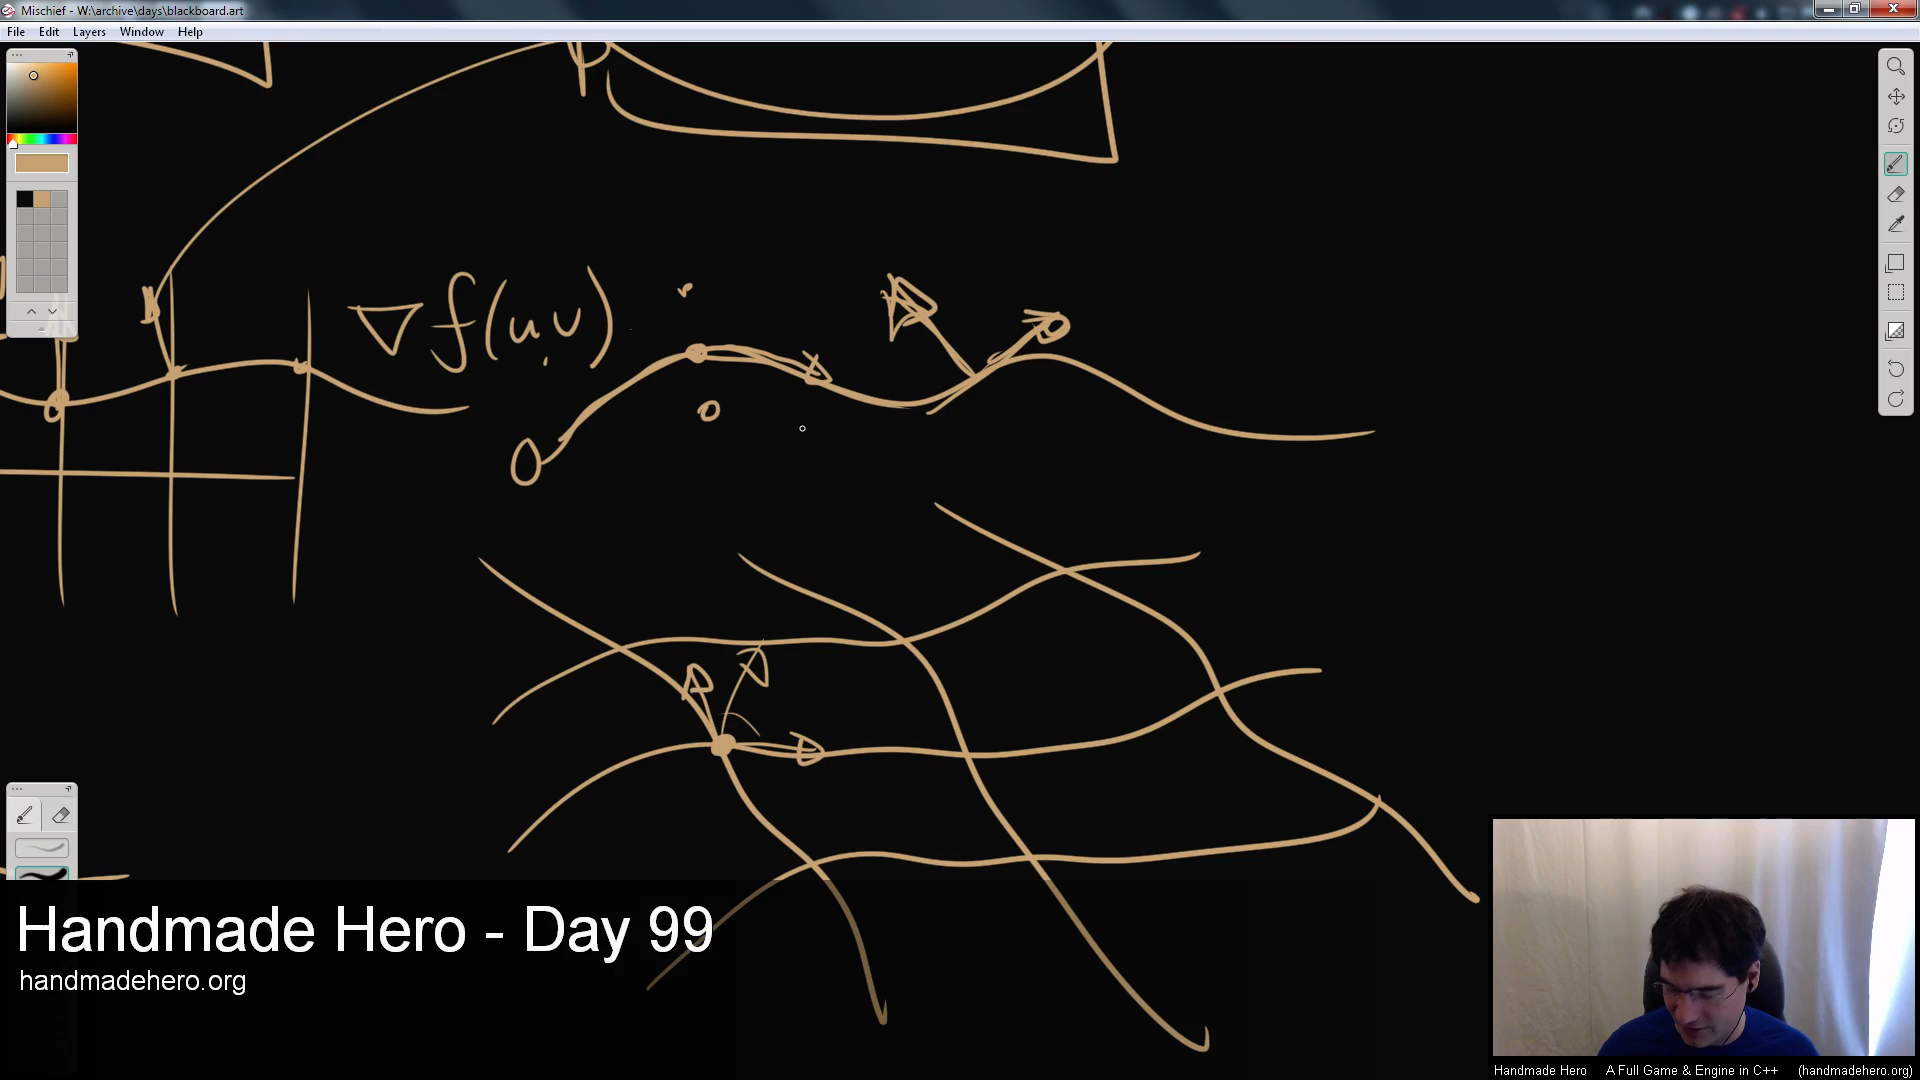 Mischief - W:\archive\days\blackboard.art
File Edit Layers Window Help
∇f(u,v)
Handmade Hero - Day 99
handmadehero.org
Handmade Hero A Full Game & Engine in C++ (handmadehero.org)